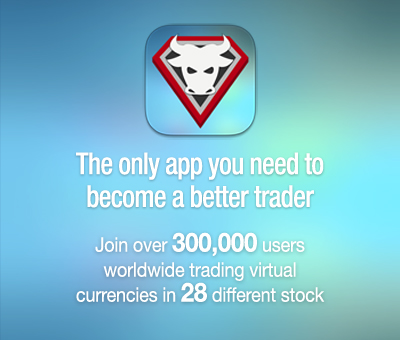 The only app you need to
become a better trader
Join over 300,000 users
worldwide trading virtual
currencies in 28 different stock